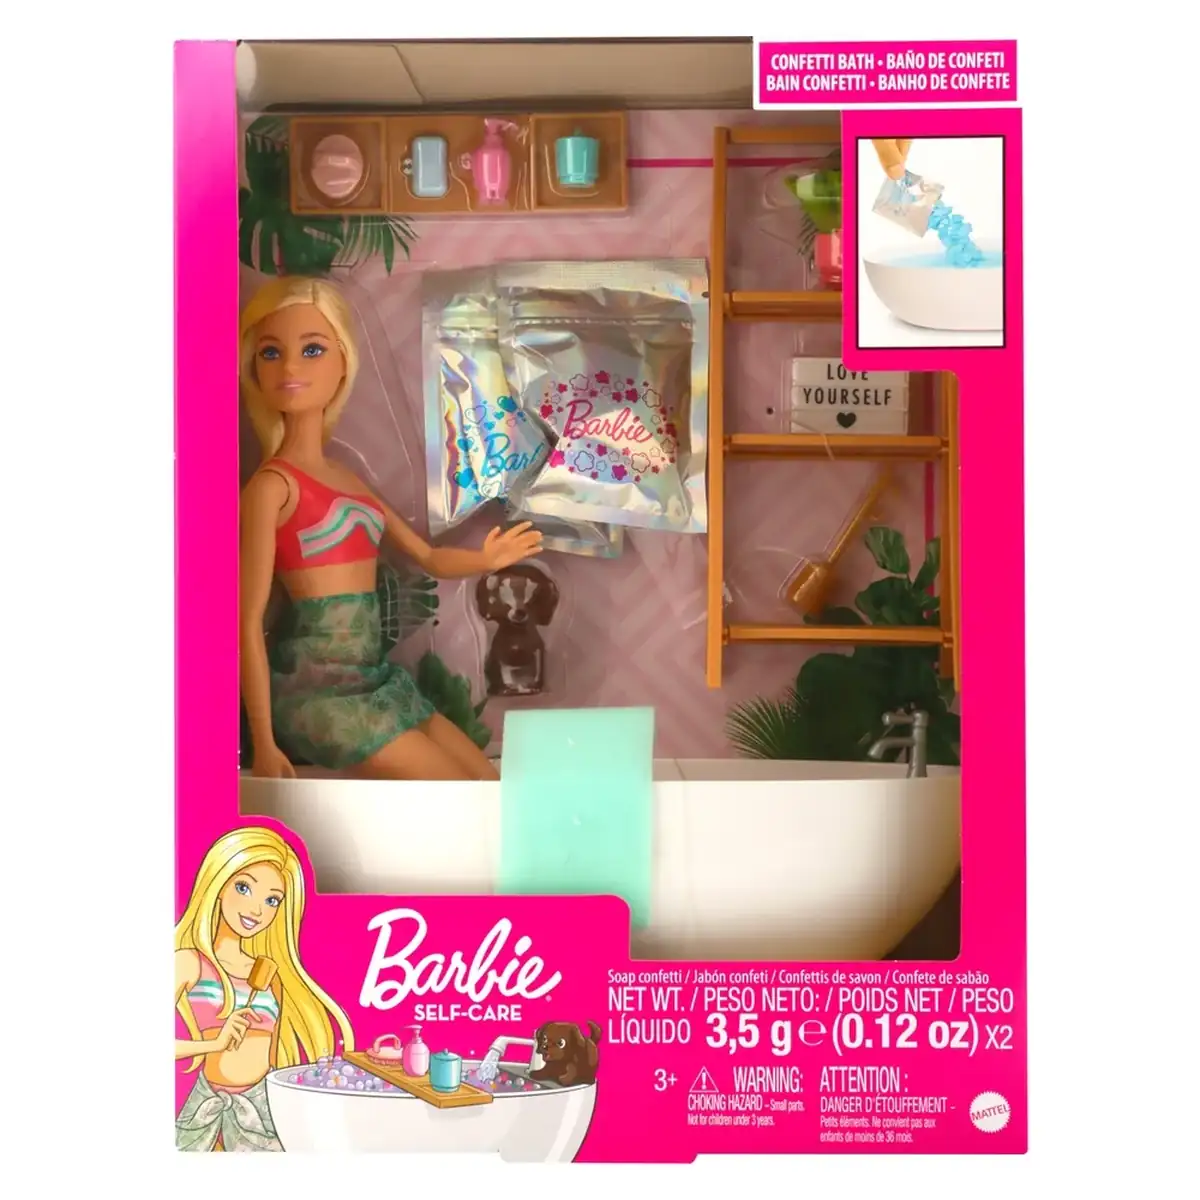 CONFETTI BATH • BAÑO DE CONFETI
BAIN CONFETTI • BANHO DE CONFETE
LOVE
YOURSELF
Barbie
Barbie
SELF-CARE
Soap confetti / Jabón confeti / Confettis de savon / Confete de sabão
NET WT. / PESO NETO: / POIDS NET / PESO
LÍQUIDO 3,5 g ℮ (0.12 oz) X2
3+ WARNING:
CHOKING HAZARD – Small parts.
Not for children under 3 years.
ATTENTION :
DANGER D'ÉTOUFFEMENT –
Petits éléments. Ne convient pas aux
enfants de moins de 36 mois.
MATTEL